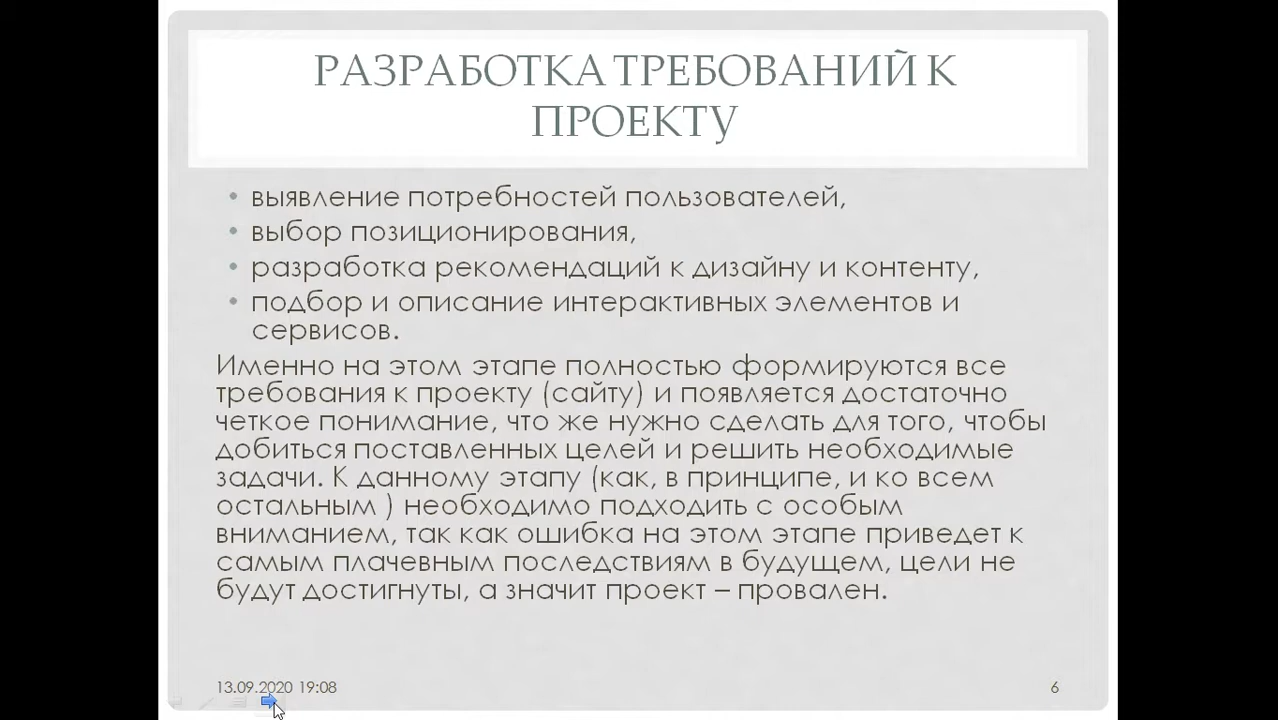 РАЗРАБОТКА ТРЕБОВАНИЙ К
ПРОЕКТУ
• выявление потребностей пользователей,
• выбор позиционирования,
• разработка рекомендаций к дизайну и контенту,
• подбор и описание интерактивных элементов и
сервисов.
Именно на этом этапе полностью формируются все
требования к проекту (сайту) и появляется достаточно
четкое понимание, что же нужно сделать для того, чтобы
добиться поставленных целей и решить необходимые
задачи. К данному этапу (как, в принципе, и ко всем
остальным ) необходимо подходить с особым
вниманием, так как ошибка на этом этапе приведет к
самым плачевным последствиям в будущем, цели не
будут достигнуты, а значит проект – провален.
13.09.2020 19:08
6